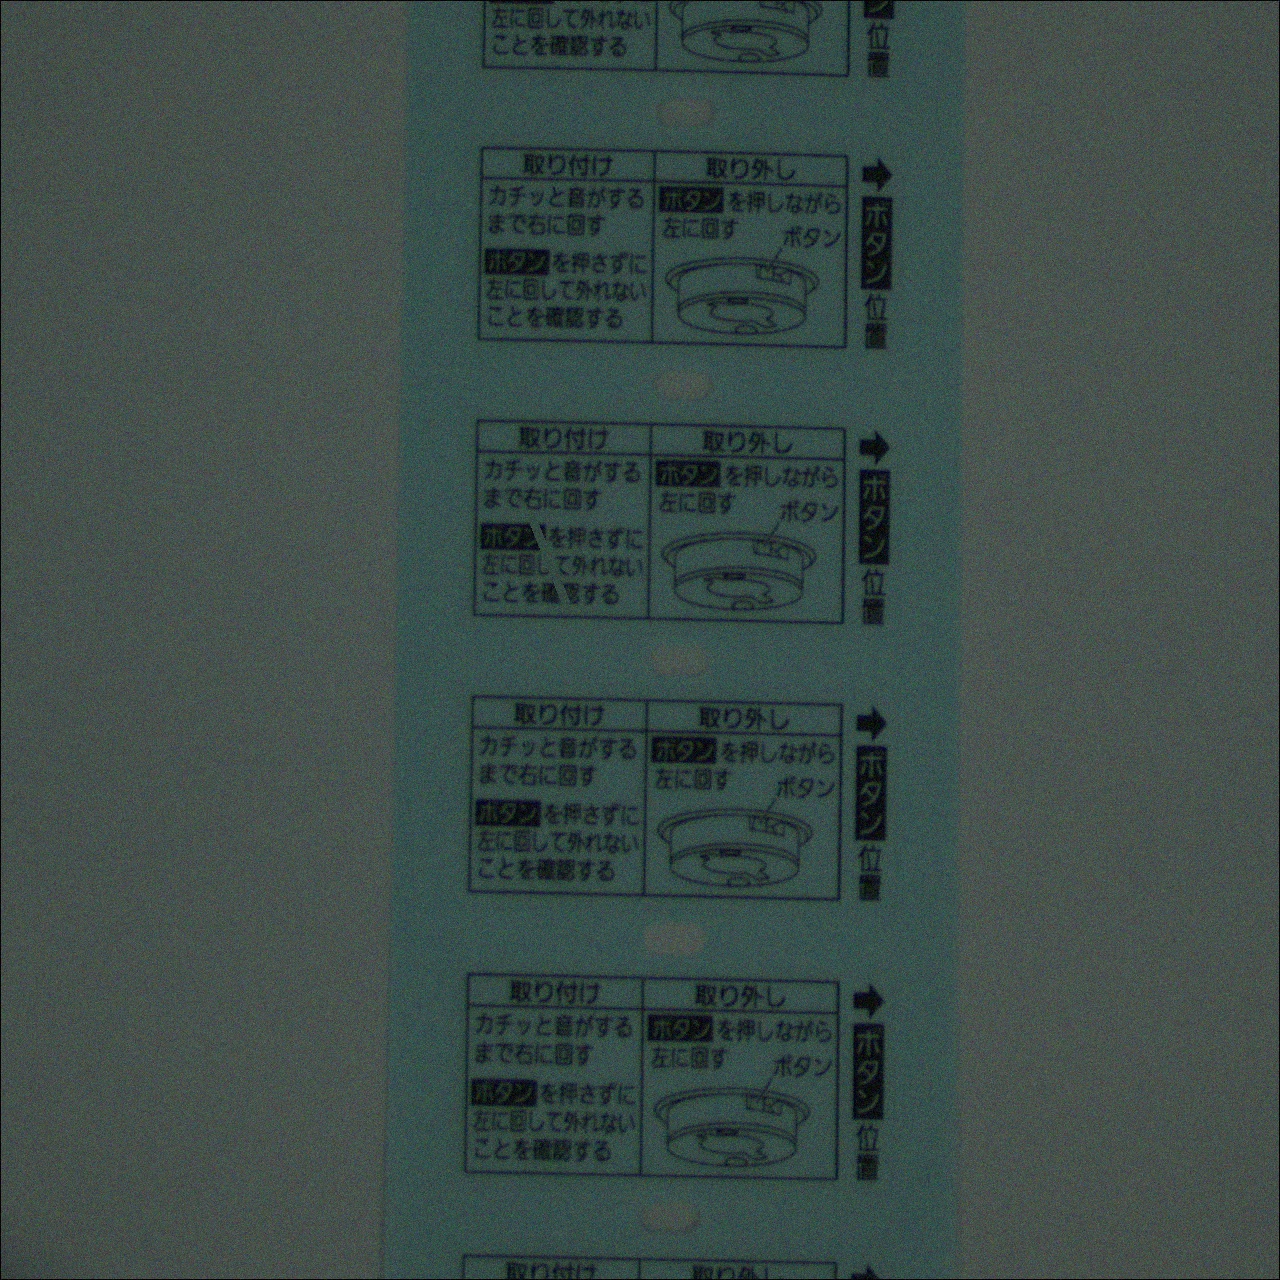 左に回して外れない
ことを確認する
ン位置
取り付け
カチッと音がする
まで右に回す
ボタンを押さずに
左に回して外れない
ことを確認する
取り外し
ボタンを押しながら
左に回す
ボタン
➡ボタン位置
取り付け
カチッと音がする
まで右に回す
ボタンを押さずに
左に回して外れない
ことを確認する
取り外し
ボタンを押しながら
左に回す
ボタン
➡ボタン位置
取り付け
カチッと音がする
まで右に回す
ボタンを押さずに
左に回して外れない
ことを確認する
取り外し
ボタンを押しながら
左に回す
ボタン
➡ボタン位置
取り付け
カチッと音がする
まで右に回す
ボタンを押さずに
左に回して外れない
ことを確認する
取り外し
ボタンを押しながら
左に回す
ボタン
➡ボタン位置
取り付け
取り外し